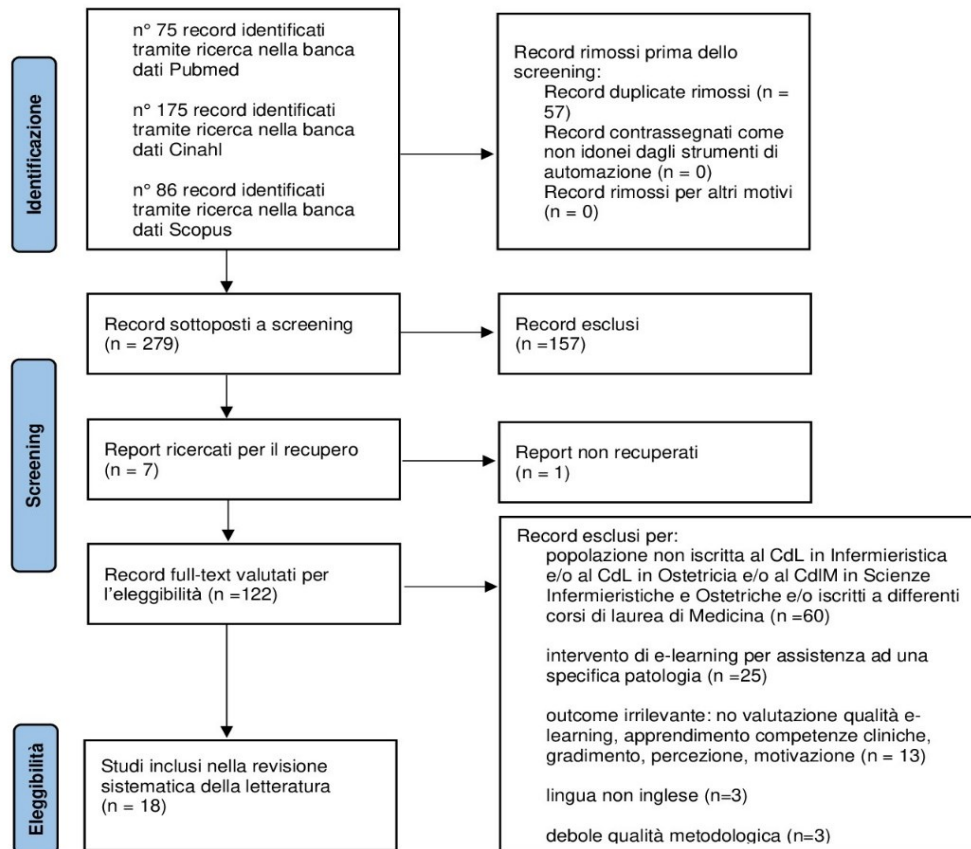 Identificazione
n° 75 record identificati
tramite ricerca nella banca
dati Pubmed
n° 175 record identificati
tramite ricerca nella banca
dati Cinahl
n° 86 record identificati
tramite ricerca nella banca
dati Scopus
Record rimossi prima dello
screening:
Record duplicate rimossi (n =
57)
Record contrassegnati come
non idonei dagli strumenti di
automazione (n = 0)
Record rimossi per altri motivi
(n = 0)
Screening
Record sottoposti a screening
(n = 279)
Record esclusi
(n =157)
Report ricercati per il recupero
(n = 7)
Report non recuperati
(n = 1)
Record full-text valutati per
l'eleggibilità (n =122)
Record esclusi per:
popolazione non iscritta al CdL in Infermieristica
e/o al CdL in Ostetricia e/o al CdlM in Scienze
Infermieristiche e Ostetriche e/o iscritti a differenti
corsi di laurea di Medicina (n =60)
intervento di e-learning per assistenza ad una
specifica patologia (n =25)
outcome irrilevante: no valutazione qualità e-
learning, apprendimento competenze cliniche,
gradimento, percezione, motivazione (n = 13)
lingua non inglese (n=3)
debole qualità metodologica (n=3)
Eleggibilità
Studi inclusi nella revisione
sistematica della letteratura
(n = 18)